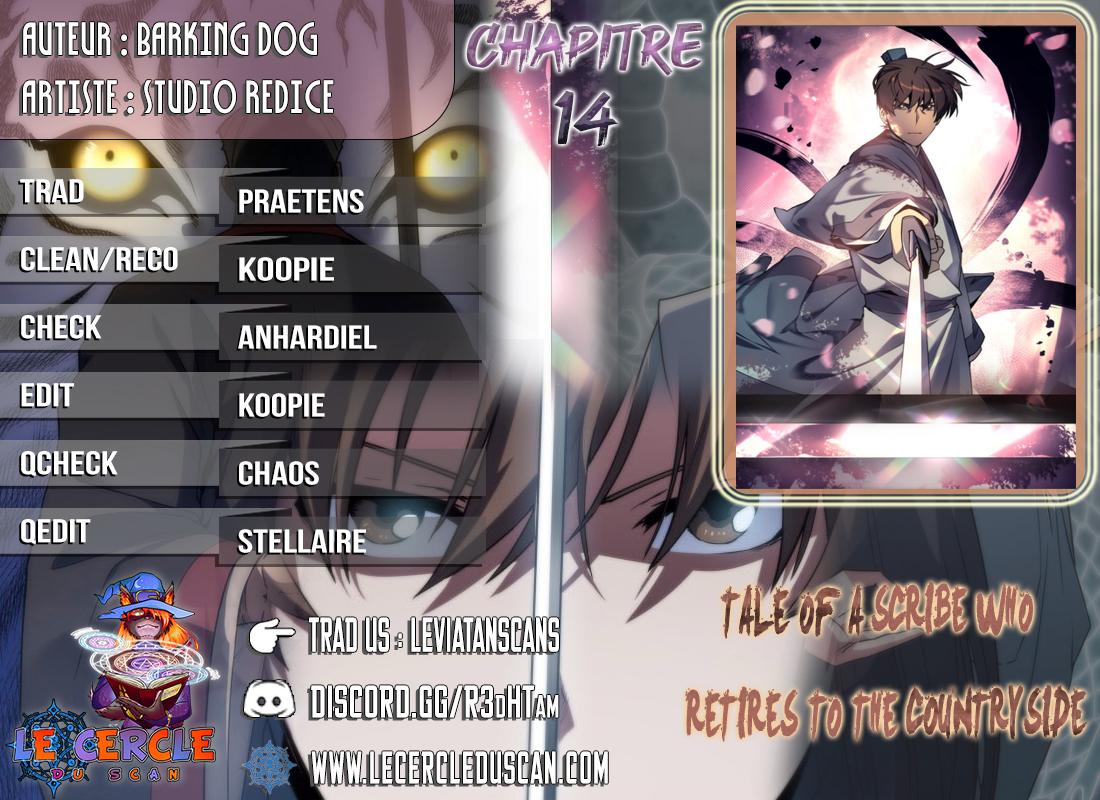 AUTEUR : BARKING DOG
ARTISTE : STUDIO REDICE
CHAPITRE
14
TRAD
PRAETENS
CLEAN/RECO
KOOPIE
CHECK
ANHARDIEL
EDIT
KOOPIE
QCHECK
CHAOS
QEDIT
STELLAIRE
TRAD US : LEVIATANSCANS
DISCORD.GG/R3DHTAM
WWW.LECERCLEDUSCAN.COM
LE CERCLE
DU SCAN
TALE OF A SCRIBE WHO
RETIRES TO THE COUNTRYSIDE